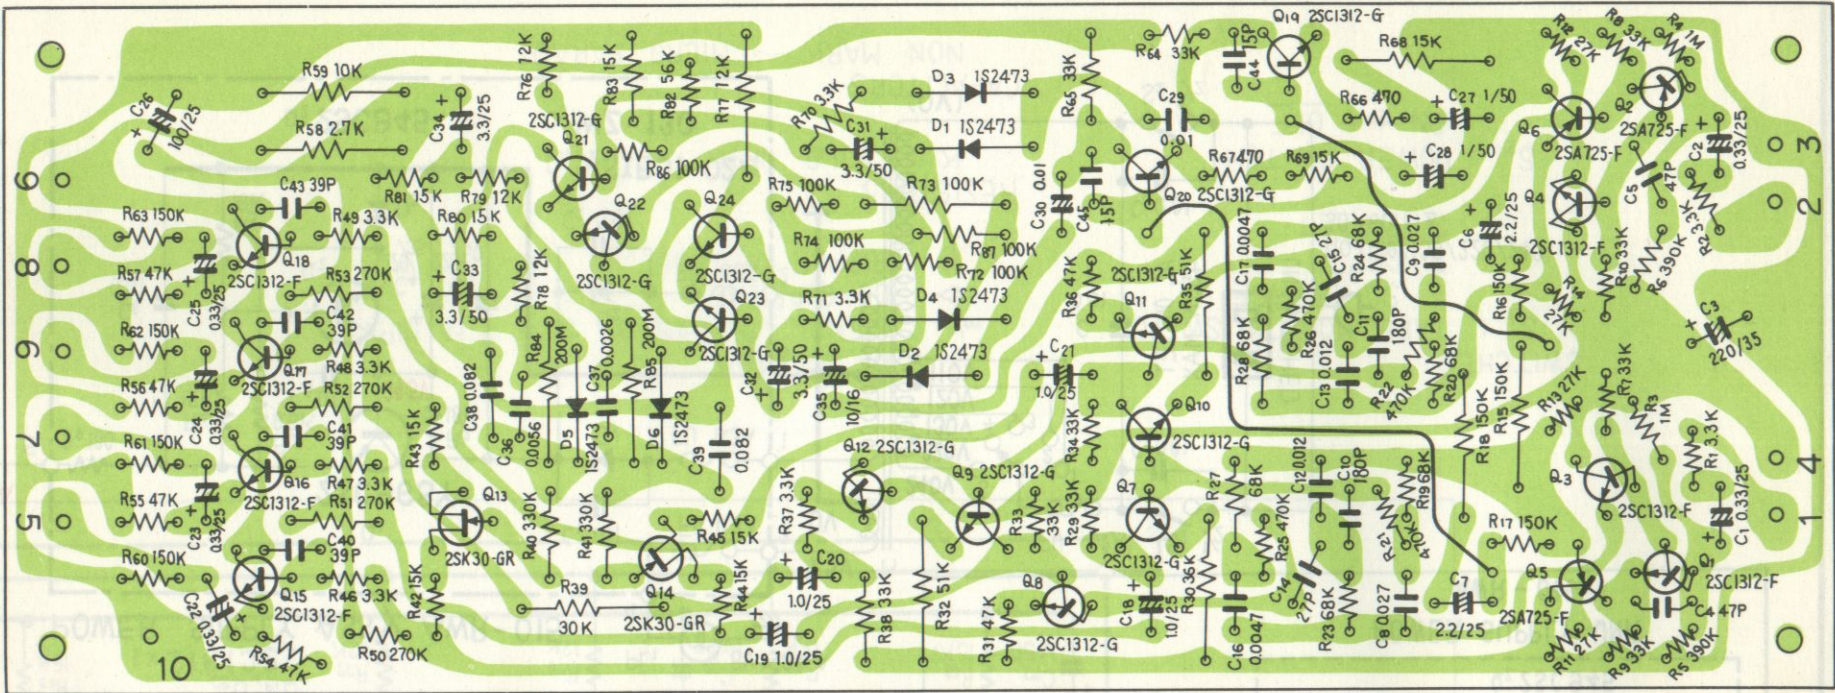 R59 10K
C26 100/25
R58 2.7K
C34 3.3/25
R76 12K
2SC1312-G
Q21
R83 15K
R82 56K
R77 12K
R70 3.3K
C31
3.3/50
D3 1S2473
D1 1S2473
R65 33K
R64 33K
C44 15P
Q19 2SC1312-G
R68 15K
C29
0.01
R66 470
C27 1/50
R67 470
R69 15K
C28 1/50
R12 27K
R8 33K
R4 1M
Q2
2SA725-F
Q6
2SA725-F
C2 0.33/25
3
9
C43 39P
R81 15K
R79 12K
R86 100K
R75 100K
R73 100K
C30 0.01
C45 15P
Q20 2SC1312-G
Q4
2SC1312-F
C5 47P
R2 3.3K
2
R63 150K
Q18
2SC1312-F
R49 3.3K
R80 15K
Q22
2SC1312-G
Q24
2SC1312-G
R74 100K
R87 100K
R72 100K
2SC1312-G
Q11
R36 47K
R35 51K
C17 0.0047
C15 27P
R24 68K
C9 0.027
C6 2.2/25
R16 150K
R14 27K
R10 33K
R6 390K
8
R57 47K
C25 0.33/25
R53 270K
C33
3.3/50
R78 12K
Q23
2SC1312-G
R71 3.3K
D4 1S2473
C42
39P
R62 150K
Q17
2SC1312-F
R48 3.3K
R28 68K
R26 470K
C13 0.012
C11 180P
R22 470K
R20 68K
C3
220/35
6
R56 47K
C24 0.33/25
R52 270K
C38 0.082
C36 0.0056
R84 200M
D5 1S2473
C37 0.0026
R85 200M
D6 1S2473
C32 3.3/50
C35 10/16
D2 1S2473
C21
1.0/25
R18 150K
R15 150K
R13 27K
R7 33K
R3 1M
R1 3.3K
7
C41
39P
R61 150K
Q16
2SC1312-F
R47 3.3K
R43 15K
C39 0.082
Q12 2SC1312-G
Q9 2SC1312-G
R34 33K
Q10
2SC1312-G
4
5
R55 47K
C23 0.33/25
R51 270K
Q13
2SK30-GR
R40 330K
R41 330K
R45 15K
R37 3.3K
R33 33K
R29 33K
Q7
2SC1312-G
R27 68K
R25 470K
C12 0.012
C10 180P
R21 470K
R19 68K
Q3
2SC1312-F
C1 0.33/25
1
C40
39P
R60 150K
Q15
2SC1312-F
R46 3.3K
R42 15K
Q14
2SK30-GR
R39
30K
R44 15K
C20
1.0/25
R38 33K
R32 51K
Q8
2SC1312-G
R31 47K
C18 1.0/25
R30 36K
C16 0.0047
C14 27P
R23 68K
C8 0.027
C7
2.2/25
R17 150K
Q5
2SA725-F
Q1
2SC1312-F
C4 47P
C22 0.33/25
R54 47K
R50 270K
C19 1.0/25
R11 27K
R9 33K
R5 390K
10